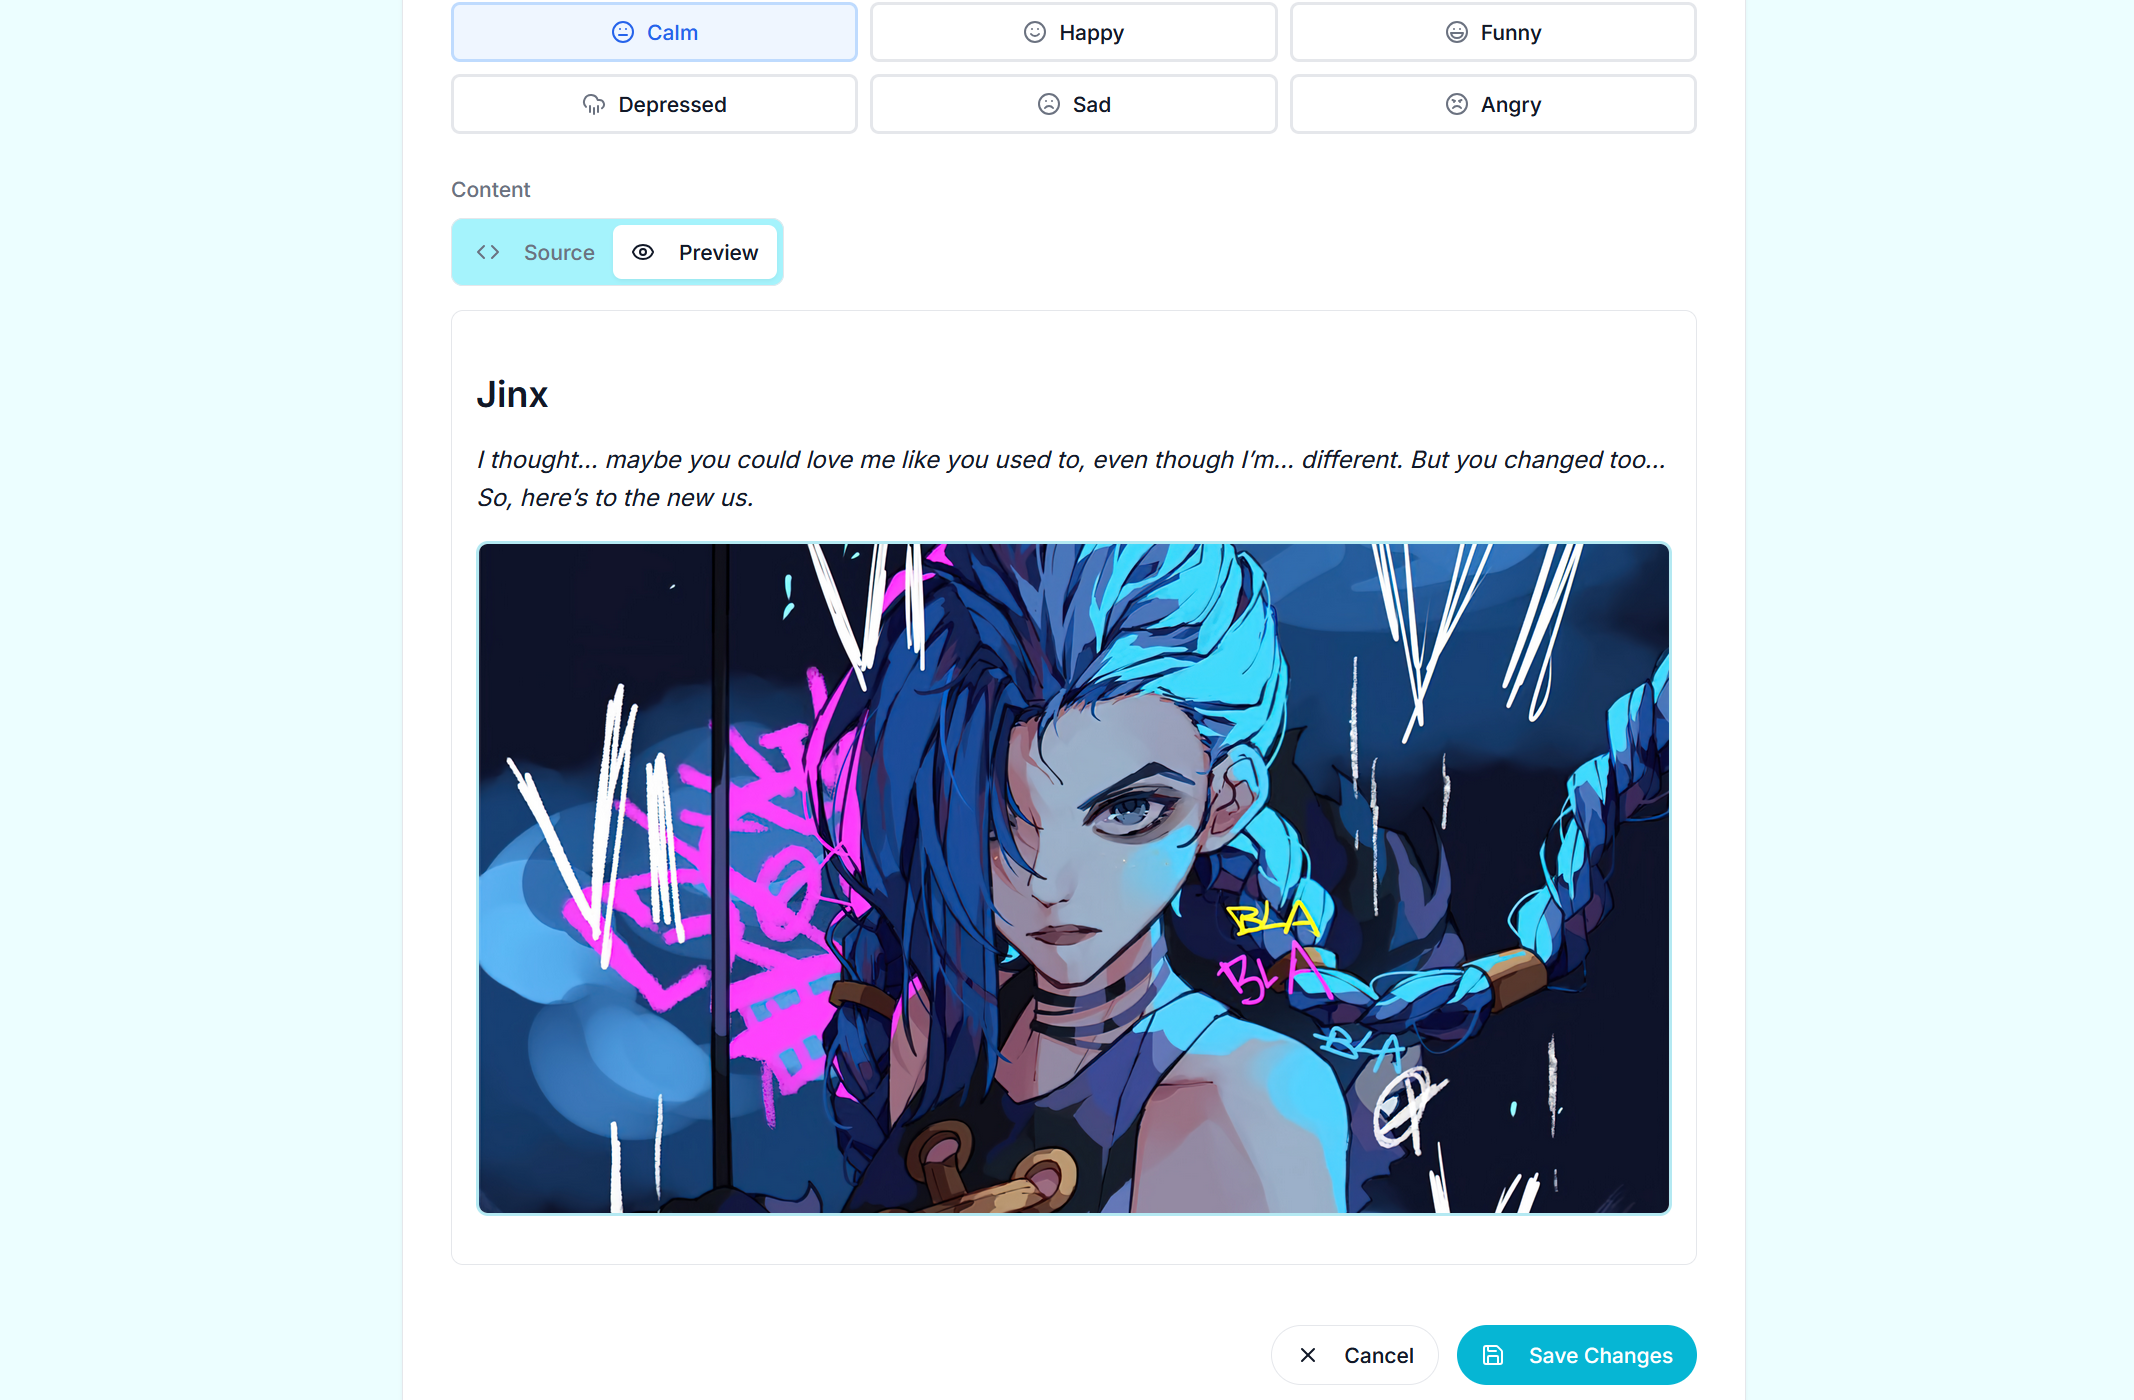 Calm
Happy
Funny
Depressed
Sad
Angry
Content
Source
Preview
Jinx
I thought... maybe you could love me like you used to, even though I’m... different. But you changed too...
So, here’s to the new us.
BLA
BLA
BLA
Cancel
Save Changes